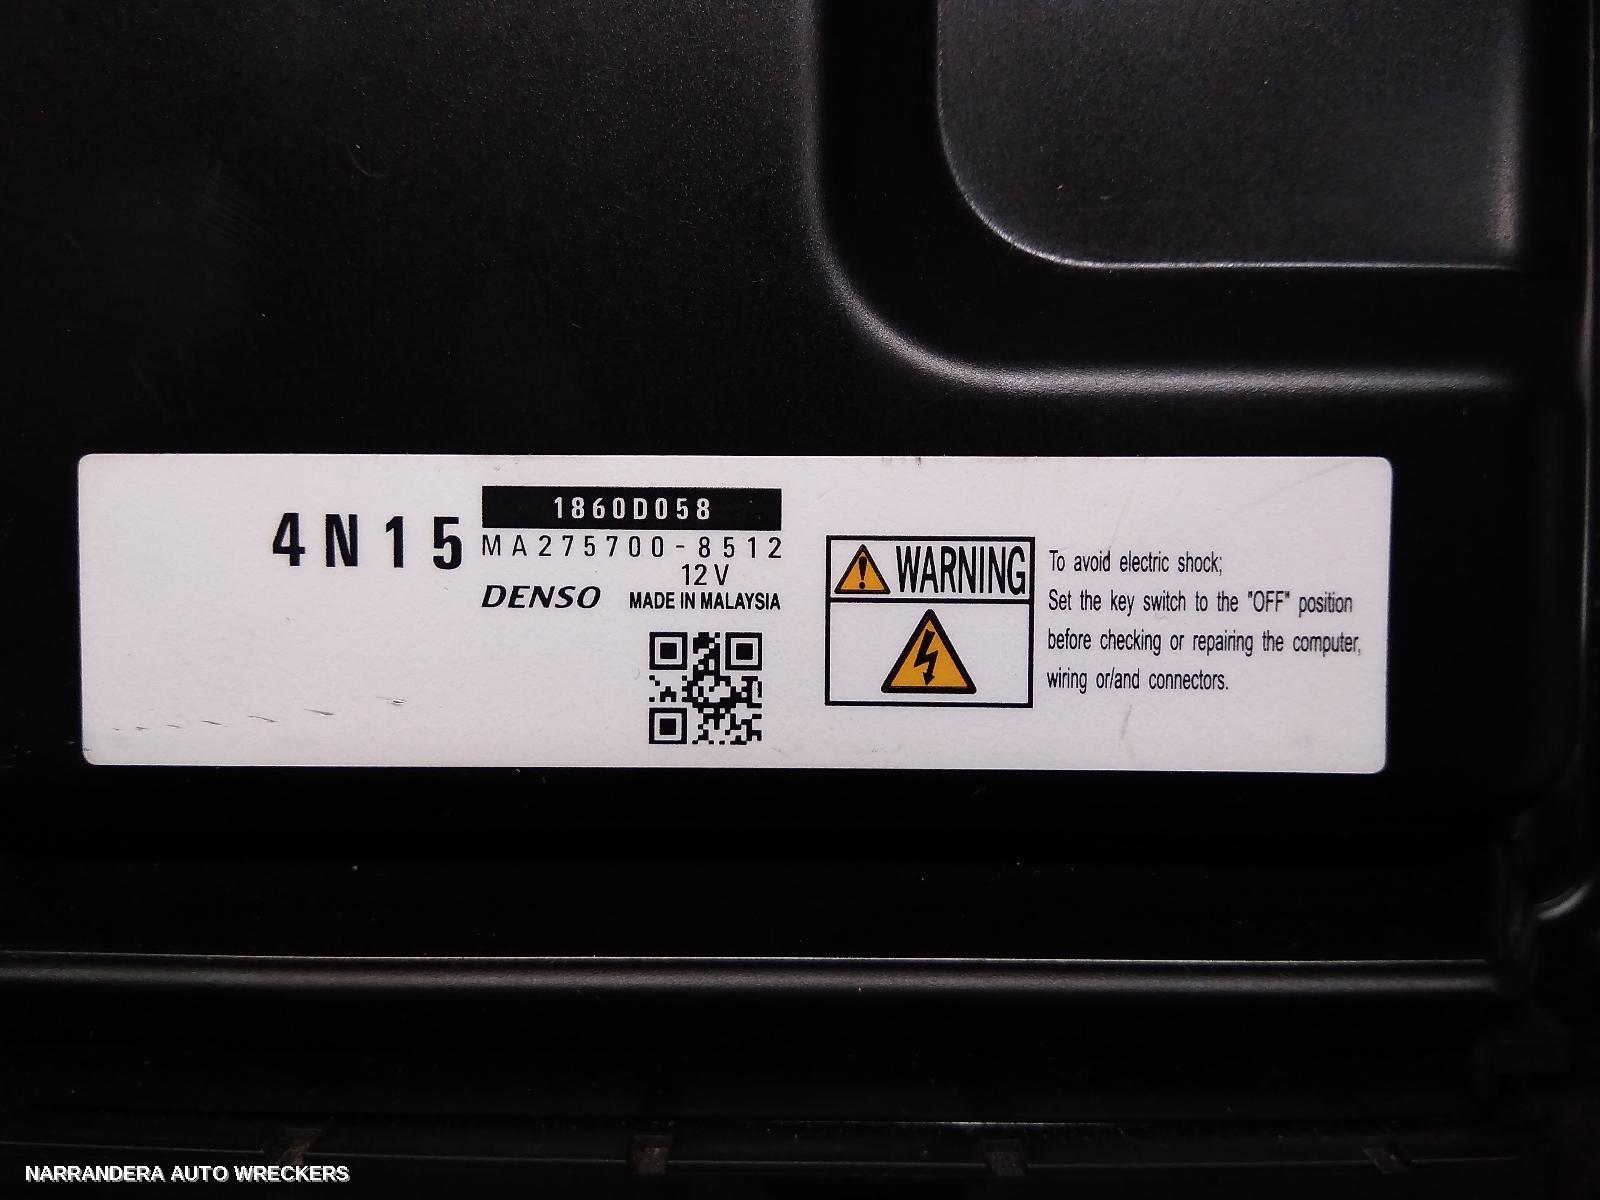 4N15
1860D058
MA275700-8512
12V
DENSO MADE IN MALAYSIA
WARNING
To avoid electric shock;
Set the key switch to the "OFF" position
before checking or repairing the computer,
wiring or/and connectors.
NARRANDERA AUTO WRECKERS